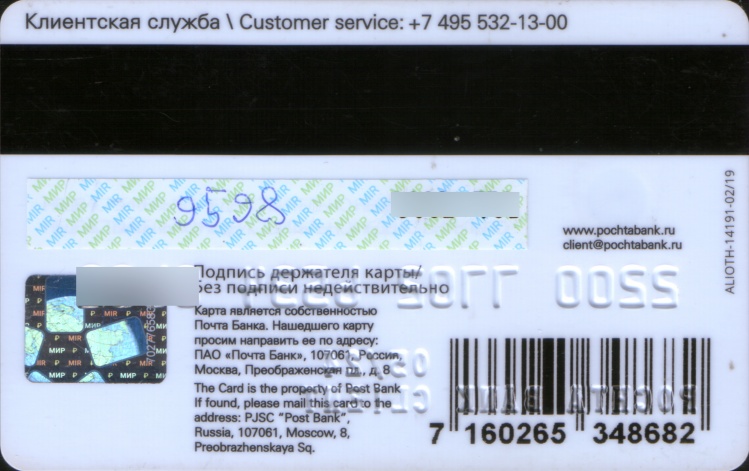 Клиентская служба \ Customer service: +7 495 532-13-00
9598
www.pochtabank.ru
client@pochtabank.ru
ALIOTH-14191-02/19
Подпись держателя карты/
Без подписи недействительно
Карта является собственностью
Почта Банка. Нашедшего карту
просим направить ее по адресу:
ПАО «Почта Банк», 107061, Россия,
Москва, Преображенская пл., д. 8
The Card is the property of Post Bank
If found, please mail this card to the
address: PJSC "Post Bank",
Russia, 107061, Moscow, 8,
Preobrazhenskaya Sq.
7 160265 348682
MIR МИР